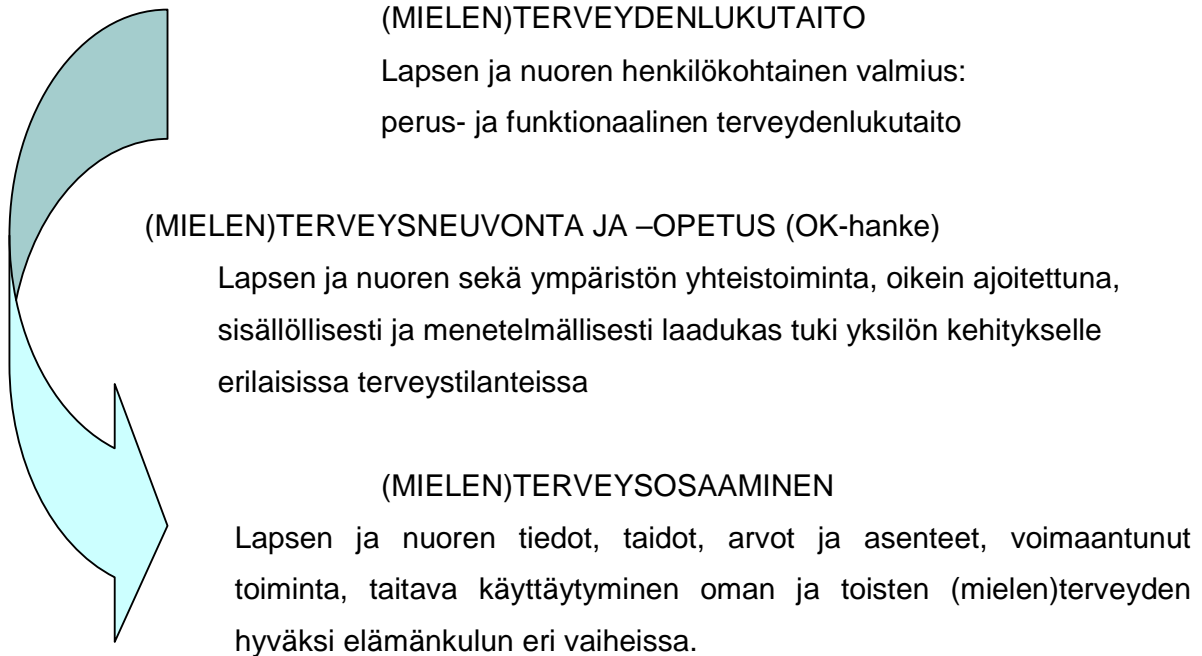 (MIELEN)TERVEYDENLUKUTAITO
Lapsen ja nuoren henkilökohtainen valmius:
perus- ja funktionaalinen terveydenlukutaito
(MIELEN)TERVEYSNEUVONTA JA –OPETUS (OK-hanke)
Lapsen ja nuoren sekä ympäristön yhteistoiminta, oikein ajoitettuna,
sisällöllisesti ja menetelmällisesti laadukas tuki yksilön kehitykselle
erilaisissa terveystilanteissa
(MIELEN)TERVEYSOSAAMINEN
Lapsen ja nuoren tiedot, taidot, arvot ja asenteet, voimaantunut
toiminta, taitava käyttäytyminen oman ja toisten (mielen)terveyden
hyväksi elämänkulun eri vaiheissa.